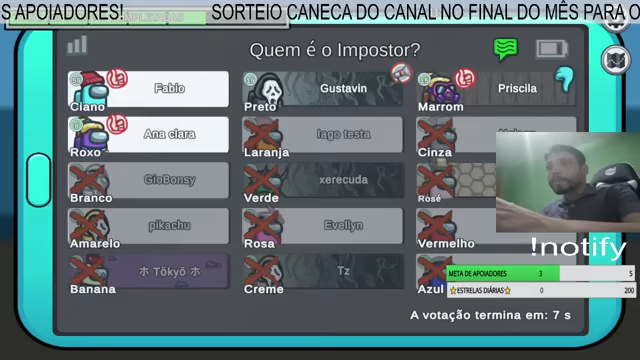 S APOIADORES! SORTEIO CANECA DO CANAL NO FINAL DO MÊS PARA O
Quem é o Impostor?
50 Fabio Ciano
Gustavin Preto
Priscila Marrom
Ana clara Roxo
Iago testa Laranja
Cinza
GloBonsy Branco
xerecuda Verde
Rosé
pikachu Amarelo
Evellyn Rosa
Vermelho
ホ Tōkyō ホ Banana
Tz Creme
Azul
!notify
META DE APOIADORES 3 5
ESTRELAS DIÁRIAS 0 200
A votação termina em: 7 s